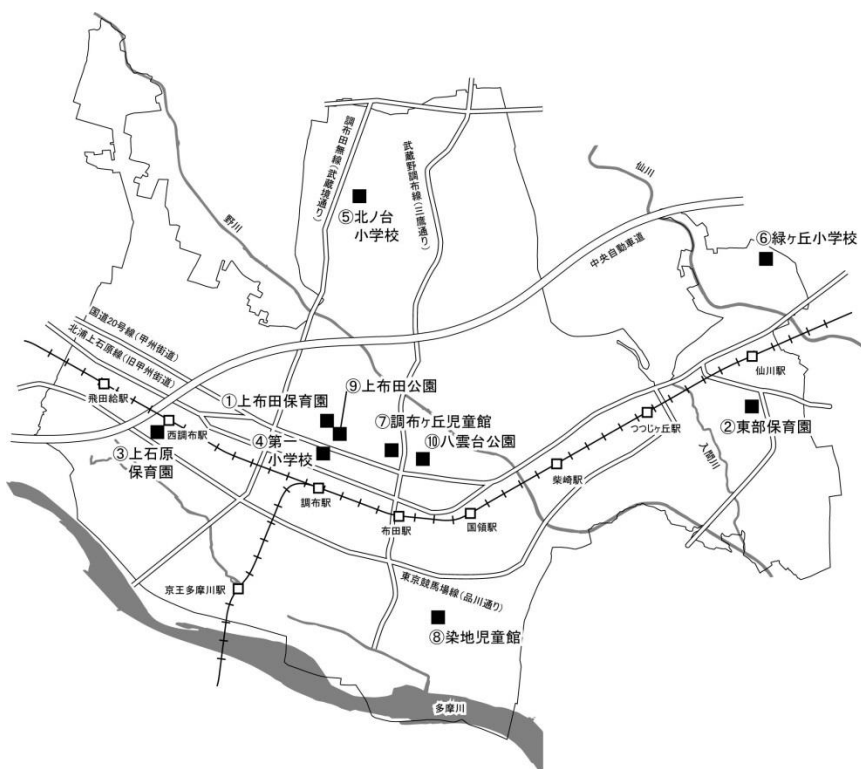 仙川
調布田無線(武蔵境通り)
武蔵野調布線(三鷹通り)
⑤北ノ台
小学校
野川
中央自動車道
⑥緑ヶ丘小学校
国道20号線(甲州街道)
北浦上石原線(旧甲州街道)
仙川駅
飛田給駅
①上布田保育園
⑨上布田公園
西調布駅
⑦調布ヶ丘児童館
つつじヶ丘駅
②東部保育園
④第一
小学校
⑩八雲台公園
③上石原
保育園
入間川
柴崎駅
調布駅
布田駅
国領駅
京王多摩川駅
東京競馬場線(品川通り)
⑧染地児童館
多摩川